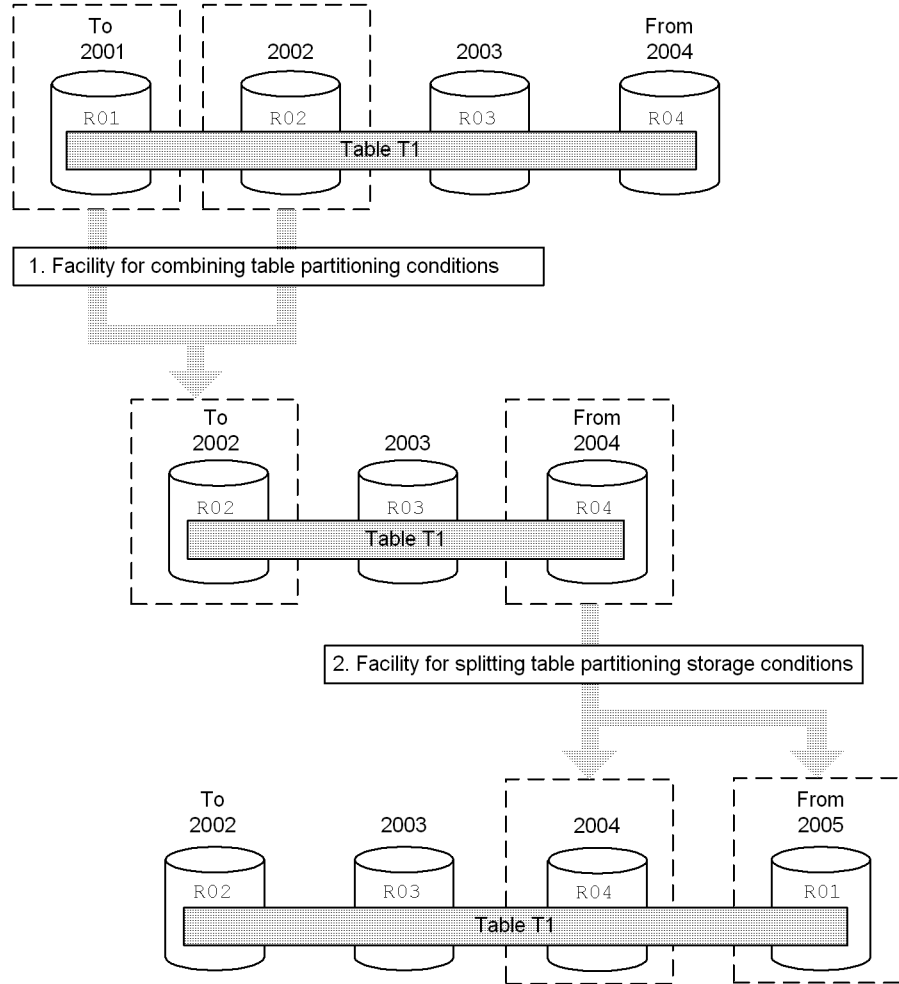 To
2001
2002
2003
From
2004
R01
R02
R03
R04
Table T1
1. Facility for combining table partitioning conditions
To
2002
2003
From
2004
R02
R03
R04
Table T1
2. Facility for splitting table partitioning storage conditions
To
2002
2003
2004
From
2005
R02
R03
R04
R01
Table T1